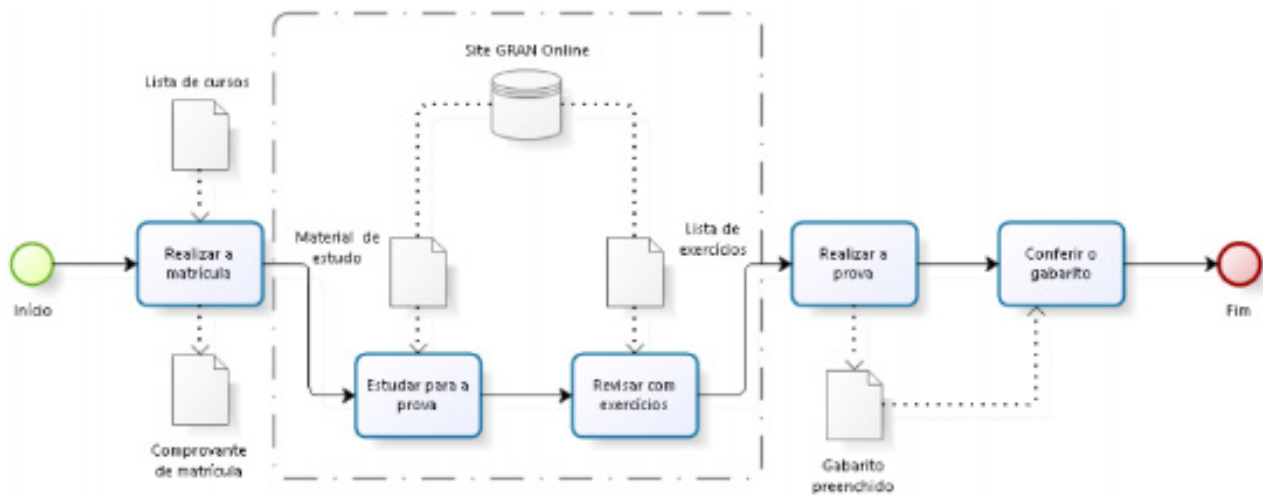 Site GRAN Online
Lista de cursos
Material de
estudo
Lista de
exercícios
Realizar a
matrícula
Realizar a
prova
Conferir o
gabarito
Início
Fim
Estudar para a
prova
Revisar com
exercícios
Comprovante
de matrícula
Gabarito
preenchido